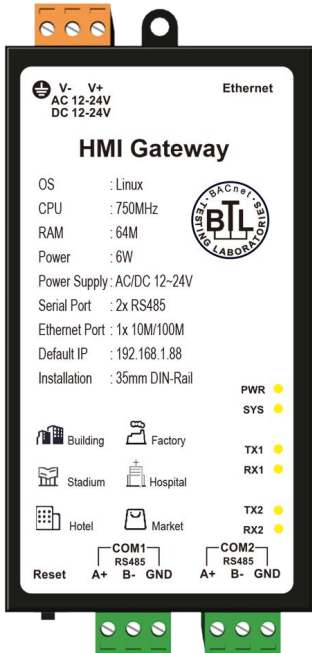 V- V+
AC 12-24V
DC 12-24V
Ethernet
HMI Gateway
OS : Linux
CPU : 750MHz
RAM : 64M
Power : 6W
Power Supply : AC/DC 12~24V
Serial Port : 2x RS485
Ethernet Port : 1x 10M/100M
Default IP : 192.168.1.88
Installation : 35mm DIN-Rail
BACnet
BTL
TESTING LABORATORIES
PWR
SYS
TX1
RX1
TX2
RX2
Building
Factory
Stadium
Hospital
Hotel
Market
COM1
RS485
COM2
RS485
Reset A+ B- GND A+ B- GND